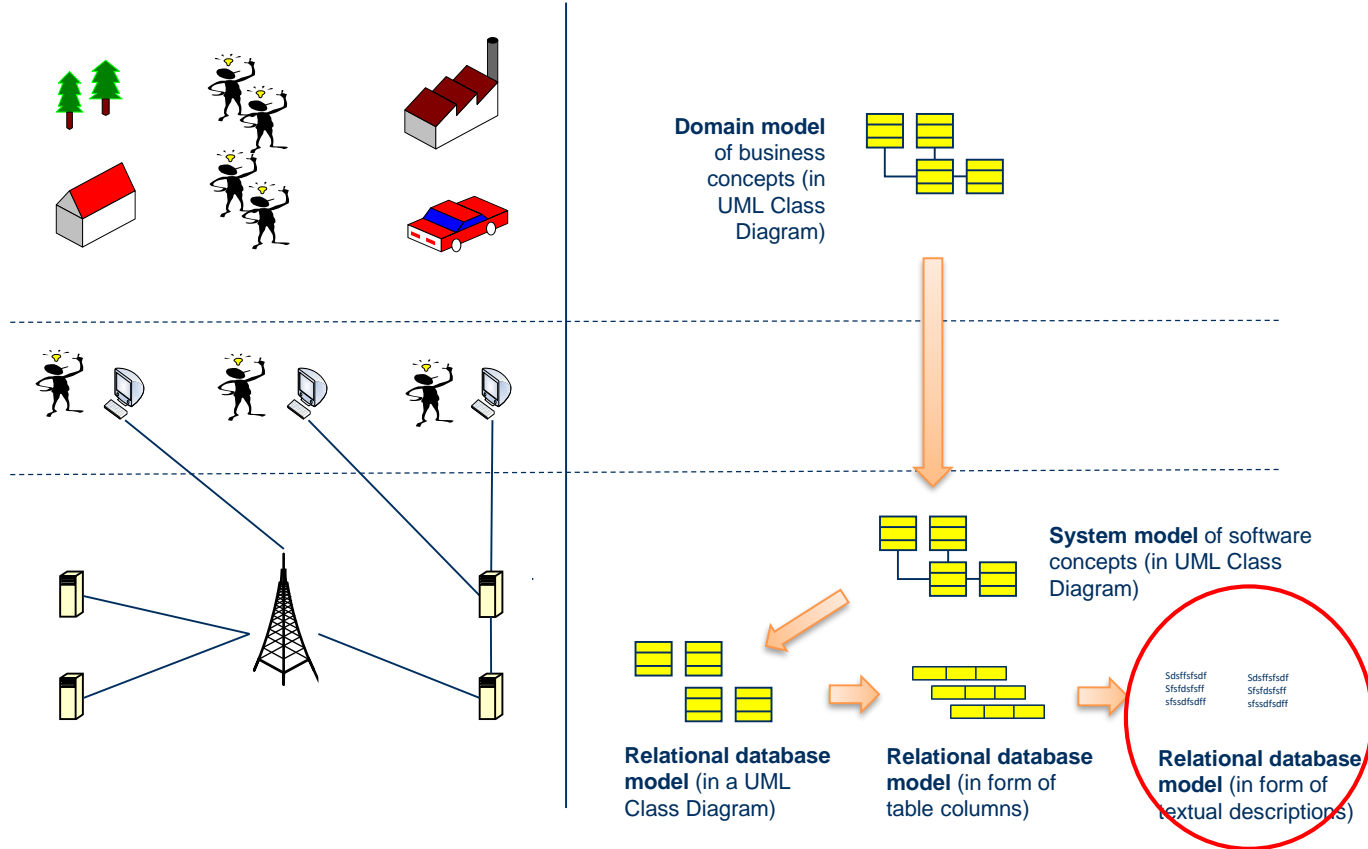 Domain model
of business
concepts (in
UML Class
Diagram)
System model of software
concepts (in UML Class
Diagram)
Relational database
model (in a UML
Class Diagram)
Relational database
model (in form of
table columns)
Sdsffsfsdf
Sfsfdsfsff
sfssdfsdff
Sdsffsfsdf
Sfsfdsfsff
sfssdfsdff
Relational database
model (in form of
textual descriptions)